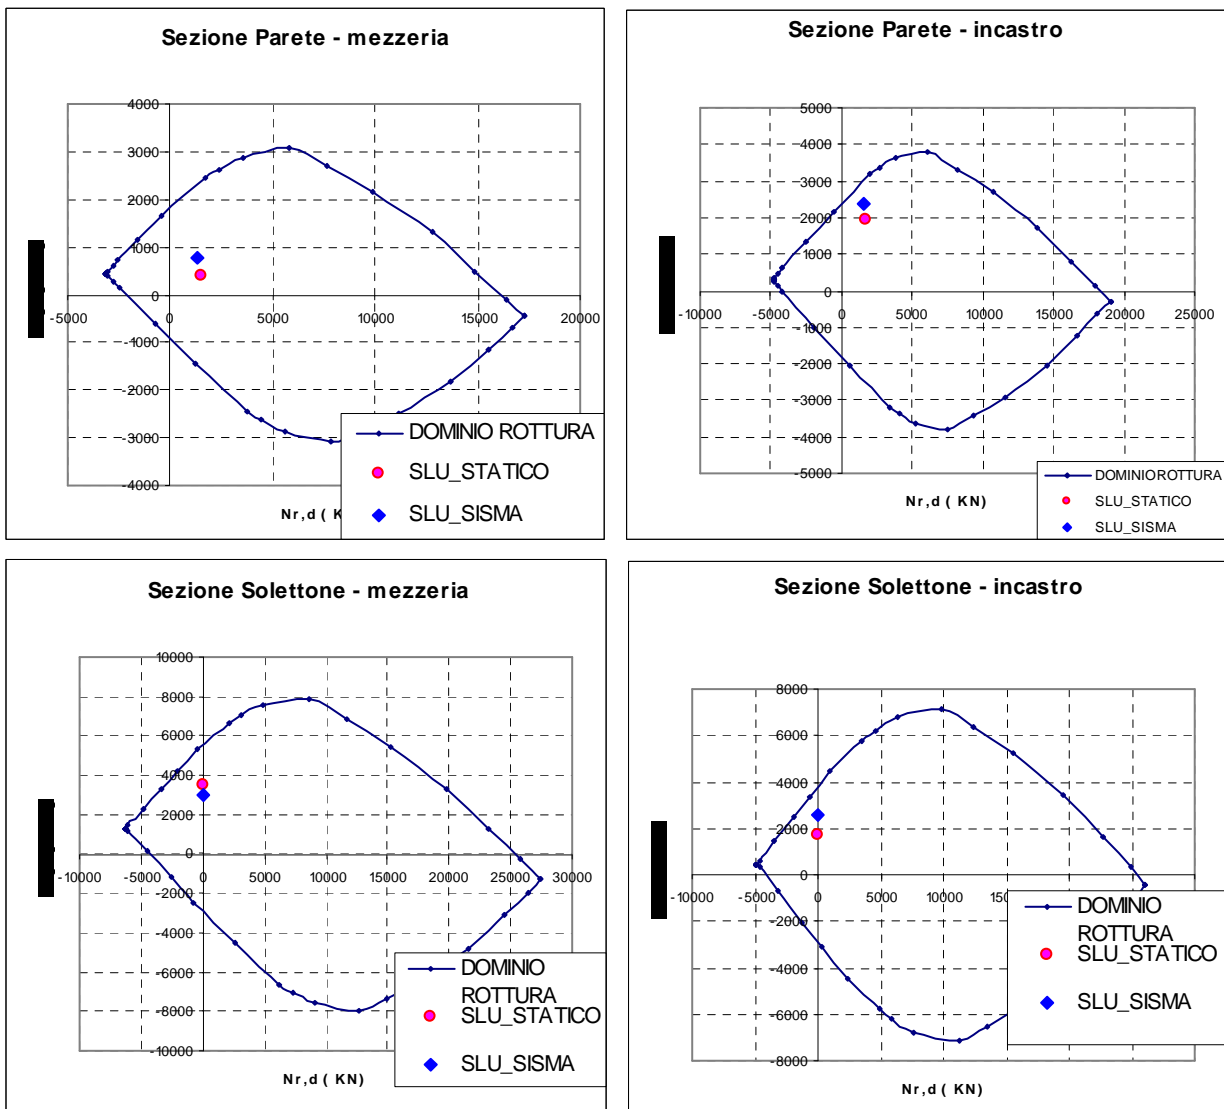 Sezione Parete - mezzeria
4000
3000
2000
1000
0
-5000 0 5000 10000 15000 20000
-1000
-2000
-3000
-4000
Nr,d ( K
DOMINIO ROTTURA
SLU_STATICO
SLU_SISMA
Sezione Parete - incastro
5000
4000
3000
2000
1000
0
-10000 -5000 0 5000 10000 15000 20000 25000
-1000
-2000
-3000
-4000
-5000
Nr,d ( KN)
DOMINIO ROTTURA
SLU_STATICO
SLU_SISMA
Sezione Solettone - mezzeria
10000
8000
6000
4000
2000
0
-10000 -5000 0 5000 10000 15000 20000 25000 30000
-2000
-4000
-6000
-8000
-10000
Nr,d ( KN)
DOMINIO
ROTTURA
SLU_STATICO
SLU_SISMA
Sezione Solettone - incastro
8000
6000
4000
2000
0
-10000 -5000 0 5000 10000
-2000
-4000
-6000
-8000
Nr,d ( KN)
DOMINIO
ROTTURA
SLU_STATICO
SLU_SISMA